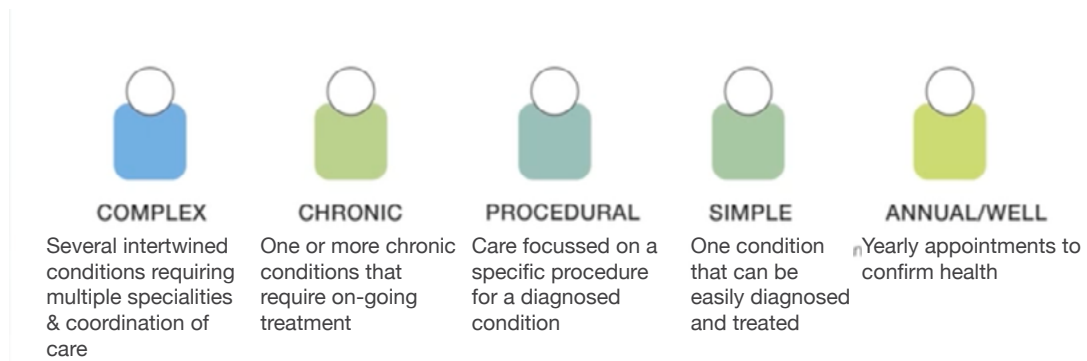 COMPLEX
Several intertwined
conditions requiring
multiple specialities
& coordination of
care
CHRONIC
One or more chronic
conditions that
require on-going
treatment
PROCEDURAL
Care focussed on a
specific procedure
for a diagnosed
condition
SIMPLE
One condition
that can be
easily diagnosed
and treated
ANNUAL/WELL
Yearly appointments to
confirm health